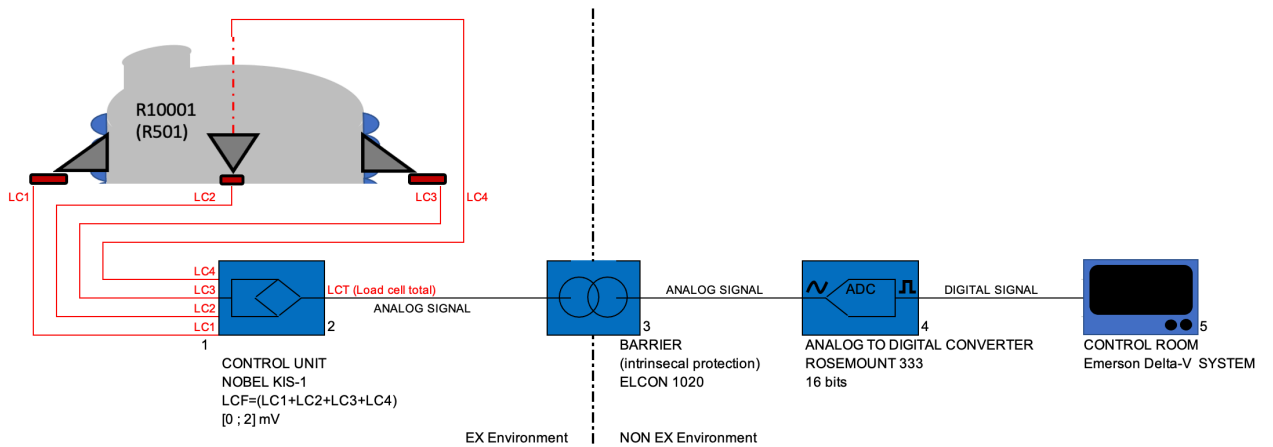 R10001
(R501)
LC1
LC2
LC3
LC4
LC4
LC3
LC2
LC1
LCT (Load cell total)
ANALOG SIGNAL
ANALOG SIGNAL
ADC
DIGITAL SIGNAL
1
2
3
4
5
CONTROL UNIT
NOBEL KIS-1
LCF=(LC1+LC2+LC3+LC4)
[0 ; 2] mV
BARRIER
(intrinsecal protection)
ELCON 1020
ANALOG TO DIGITAL CONVERTER
ROSEMOUNT 333
16 bits
CONTROL ROOM
Emerson Delta-V SYSTEM
EX Environment
NON EX Environment